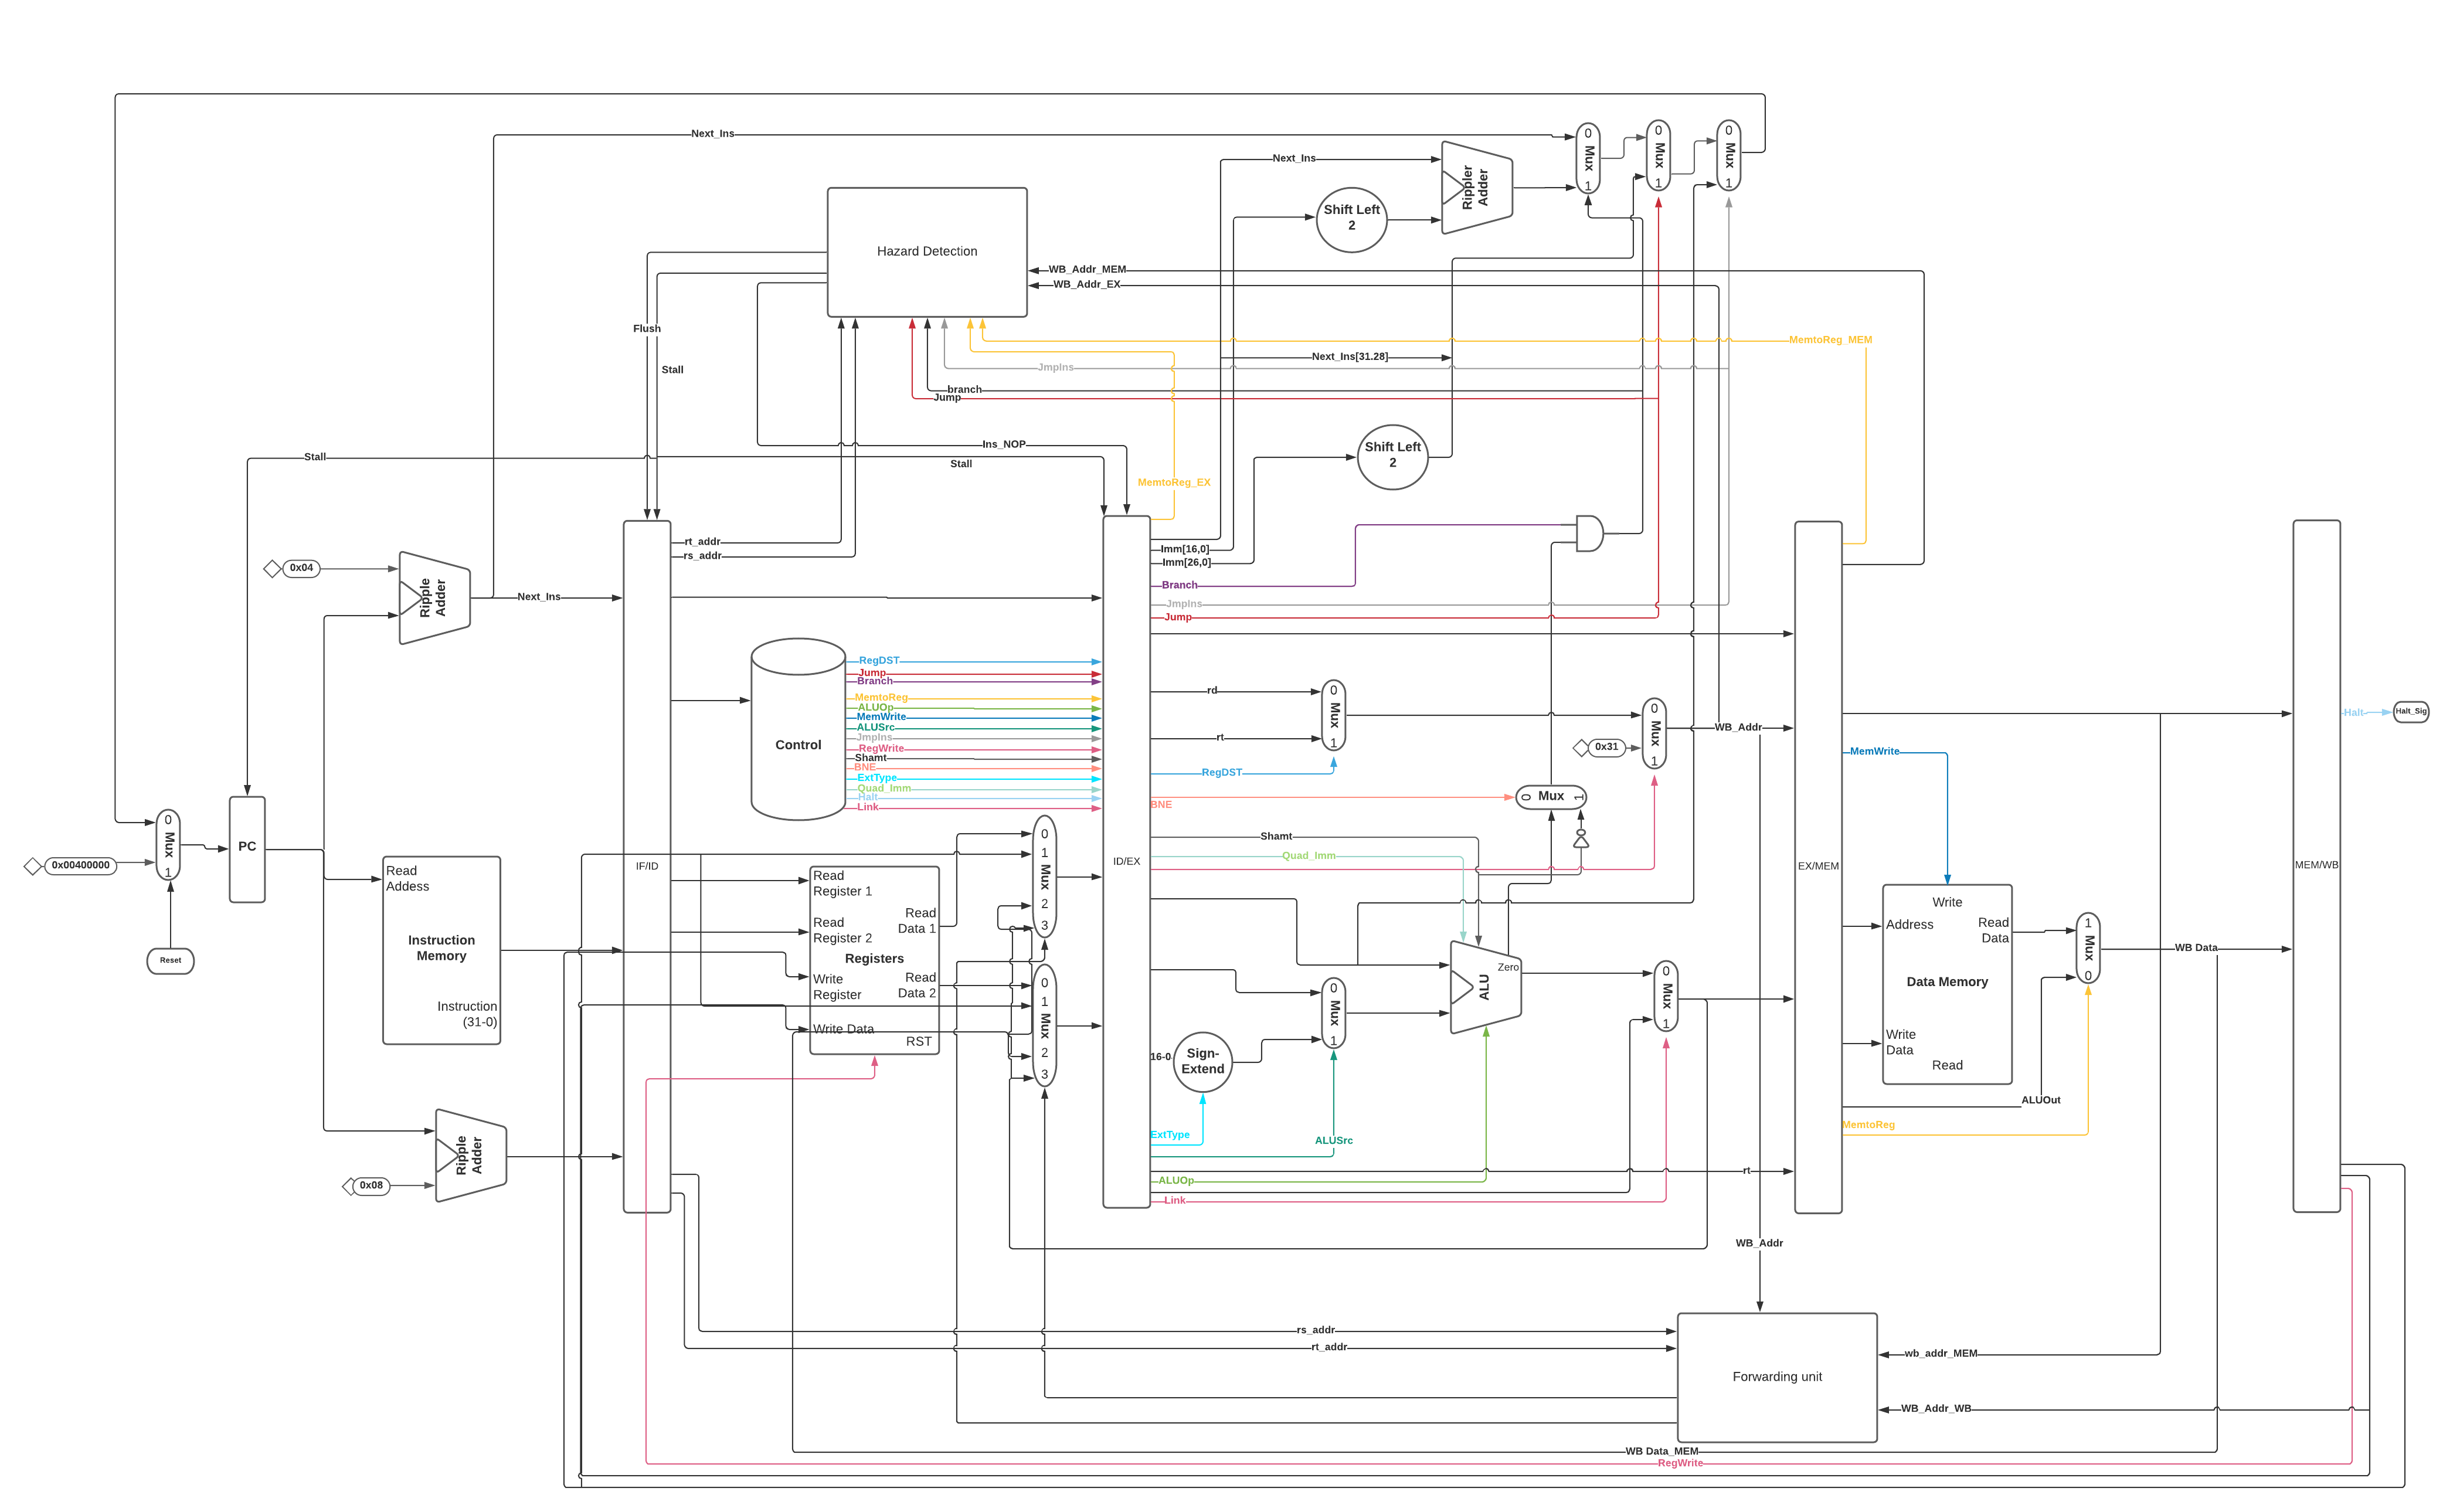 Next_Ins
0
Mux
1
0
Mux
1
0
Mux
1
Next_Ins
Rippler
Adder
Shift Left
2
Hazard Detection
WB_Addr_MEM
WB_Addr_EX
Flush
Stall
MemtoReg_MEM
Next_Ins[31.28]
JmpIns
branch
Jump
Ins_NOP
Stall
Stall
Shift Left
2
MemtoReg_EX
rt_addr
rs_addr
Imm[16,0]
Imm[26,0]
Branch
JmpIns
Jump
0x04
Ripple
Adder
Next_Ins
RegDST
Jump
Branch
MemtoReg
ALUOp
MemWrite
ALUSrc
JmpIns
RegWrite
Shamt
BNE
ExtType
Quad_Imm
Halt
Link
Control
rd
rt
0
Mux
1
RegDST
0
Mux
1
0x31
WB_Addr
MemWrite
Halt
Halt_Sig
BNE
0
Mux
1
Shamt
Quad_Imm
0
Mux
1
0x00400000
Reset
PC
Read
Addess
Instruction
Memory
Instruction
(31-0)
IF/ID
Read
Register 1
Read
Register 2
Write
Register
Write Data
Read
Data 1
Registers
Read
Data 2
RST
0
1
Mux
2
3
0
1
Mux
2
3
ID/EX
0
Mux
1
16-0
Sign-
Extend
ExtType
ALUSrc
ALUOp
Link
rt
Zero
ALU
0
Mux
1
EX/MEM
Write
Address
Read
Data
Data Memory
Write
Data
Read
1
Mux
0
WB Data
ALUOut
MemtoReg
MEM/WB
Ripple
Adder
0x08
WB_Addr
rs_addr
rt_addr
Forwarding unit
wb_addr_MEM
WB_Addr_WB
WB Data_MEM
RegWrite